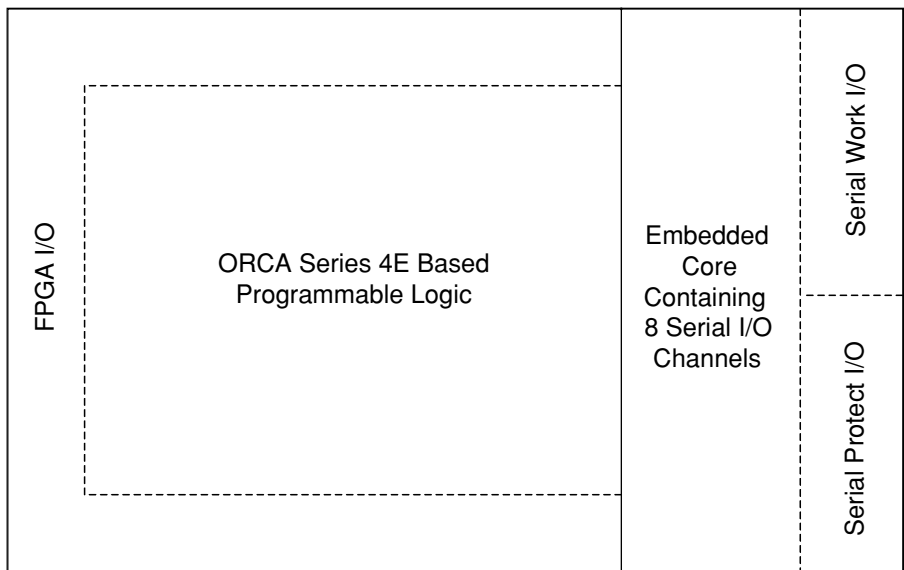 FPGA I/O
ORCA Series 4E Based
Programmable Logic
Embedded
Core
Containing
8 Serial I/O
Channels
Serial Work I/O
Serial Protect I/O